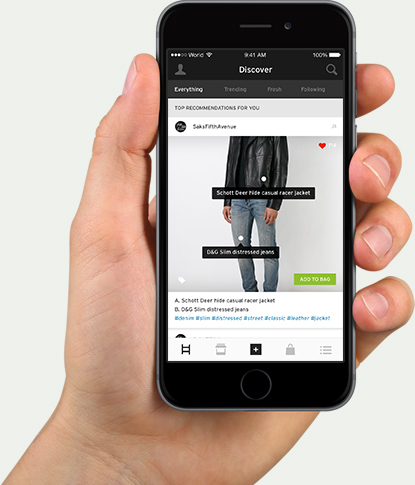 World 9:41 AM 100%
Discover
Everything Trending Fresh Following
TOP RECOMMENDATIONS FOR YOU
SaksFifthAvenue
Schott Deer hide casual racer jacket
D&G Slim distressed jeans
ADD TO BAG
A. Schott Deer hide casual racer jacket
B. D&G Slim distressed jeans
#denim #slim #distressed #street #classic #leather #jacket